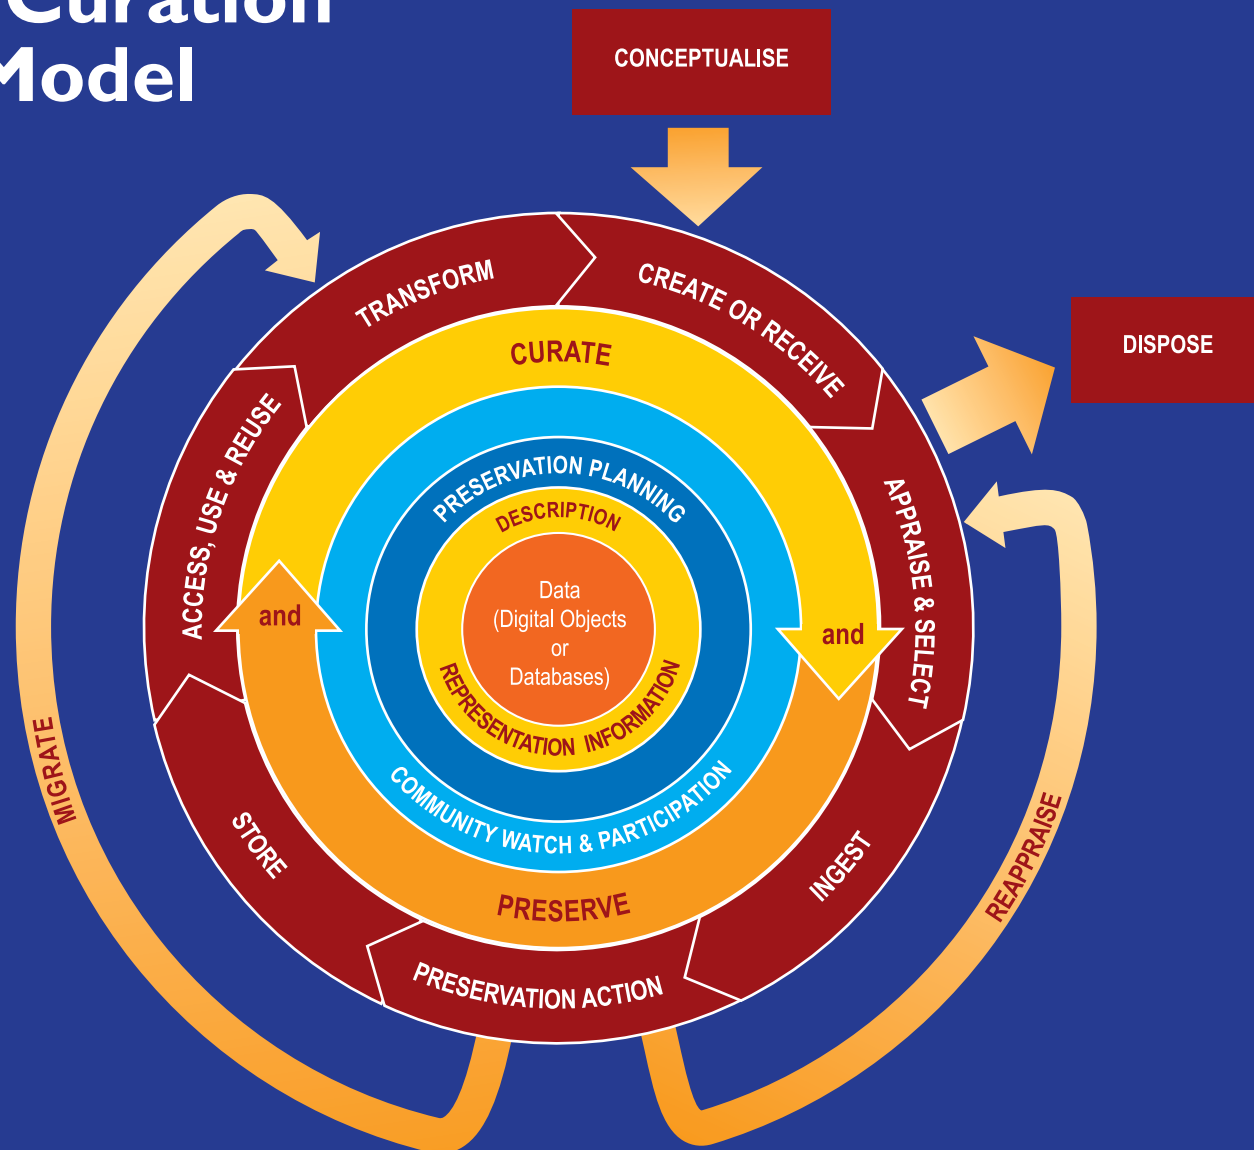 Curation
Model
CONCEPTUALISE
DISPOSE
TRANSFORM
CREATE OR RECEIVE
APPRAISE & SELECT
INGEST
PRESERVATION ACTION
STORE
ACCESS, USE & REUSE
CURATE
and
PRESERVE
and
PRESERVATION PLANNING
COMMUNITY WATCH & PARTICIPATION
DESCRIPTION
REPRESENTATION INFORMATION
Data
(Digital Objects
or
Databases)
MIGRATE
REAPPRAISE